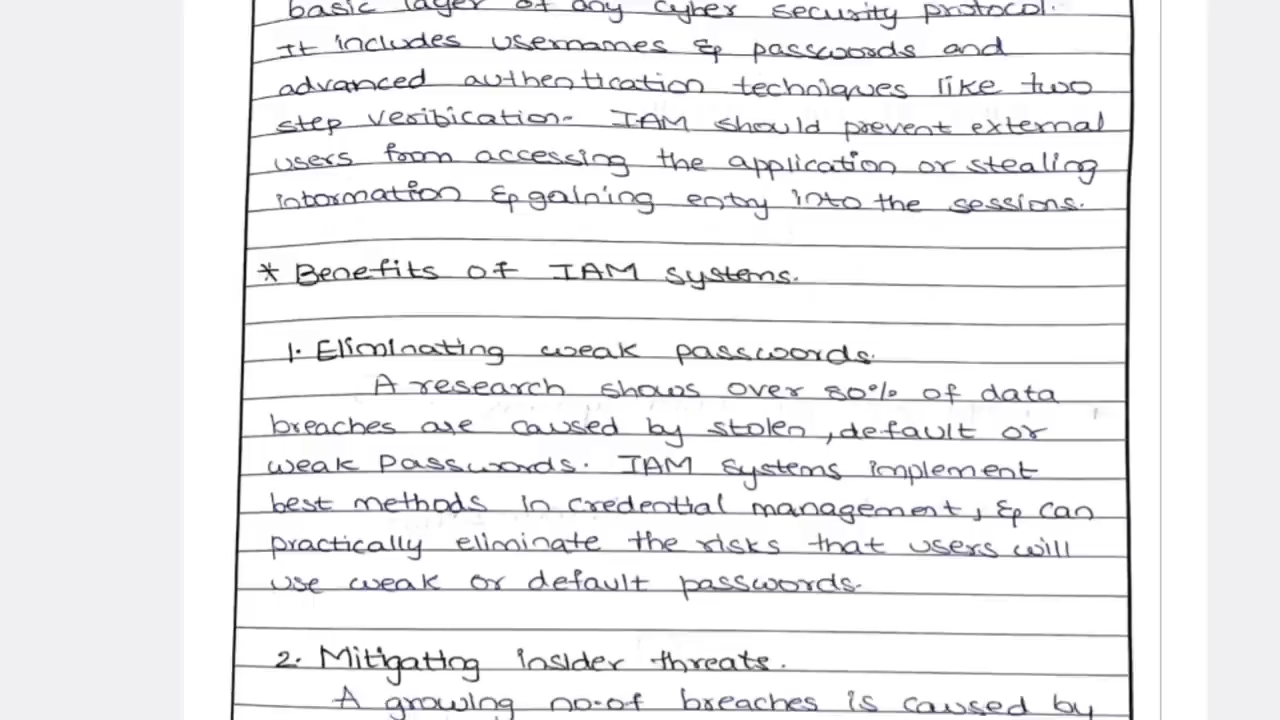 basic layer of any cyber security protocol.
It includes usernames & passwords and
advanced authentication techniques like two
step veribication. IAM should prevent external
users from accessing the application or stealing
information & gaining entry into the sessions.
* Benefits of IAM systems.
1. Eliminating weak passwords.
A research shows over 80% of data
breaches are caused by stolen, default or
weak passwords. IAM systems implement
best methods in credential management, & can
practically eliminate the risks that users will
use weak or default passwords.
2. Mitigating insider threats.
A growing no. of breaches is caused by